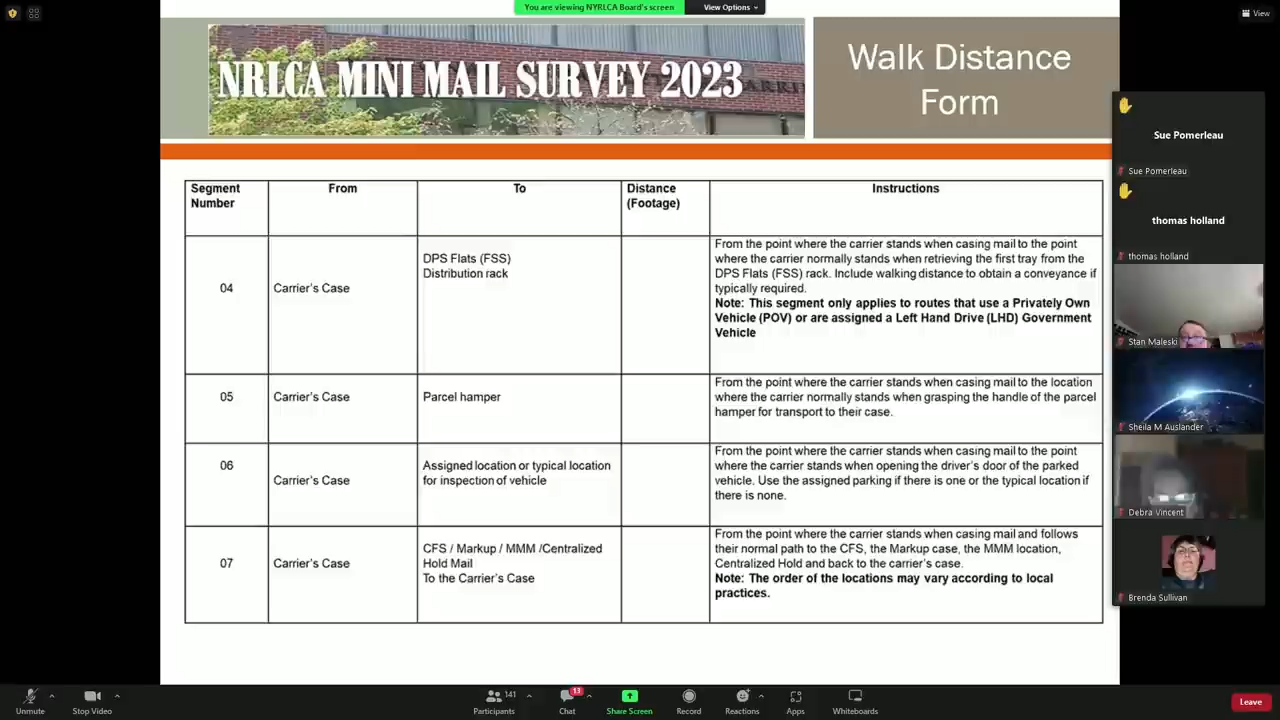 You are viewing NYRLCA Board's screen
View Options
View
NRLCA MINI MAIL SURVEY 2023
Walk Distance
Form
Segment
Number
From
To
Distance
(Footage)
Instructions
04
Carrier's Case
DPS Flats (FSS)
Distribution rack
From the point where the carrier stands when casing mail to the point
where the carrier normally stands when retrieving the first tray from the
DPS Flats (FSS) rack. Include walking distance to obtain a conveyance if
typically required.
Note: This segment only applies to routes that use a Privately Own
Vehicle (POV) or are assigned a Left Hand Drive (LHD) Government
Vehicle
05
Carrier's Case
Parcel hamper
From the point where the carrier stands when casing mail to the location
where the carrier normally stands when grasping the handle of the parcel
hamper for transport to their case.
06
Carrier's Case
Assigned location or typical location
for inspection of vehicle
From the point where the carrier stands when casing mail to the point
where the carrier stands when opening the driver's door of the parked
vehicle. Use the assigned parking if there is one or the typical location if
there is none.
07
Carrier's Case
CFS / Markup / MMM /Centralized
Hold Mail
To the Carrier's Case
From the point where the carrier stands when casing mail and follows
their normal path to the CFS, the Markup case, the MMM location,
Centralized Hold and back to the carrier's case.
Note: The order of the locations may vary according to local
practices.
Sue Pomerleau
Sue Pomerleau
thomas holland
thomas holland
Stan Maleski
Sheila M Auslander
Debra Vincent
Brenda Sullivan
Unmute
Stop Video
141
Participants
13
Chat
Share Screen
Record
Reactions
Apps
Whiteboards
Leave